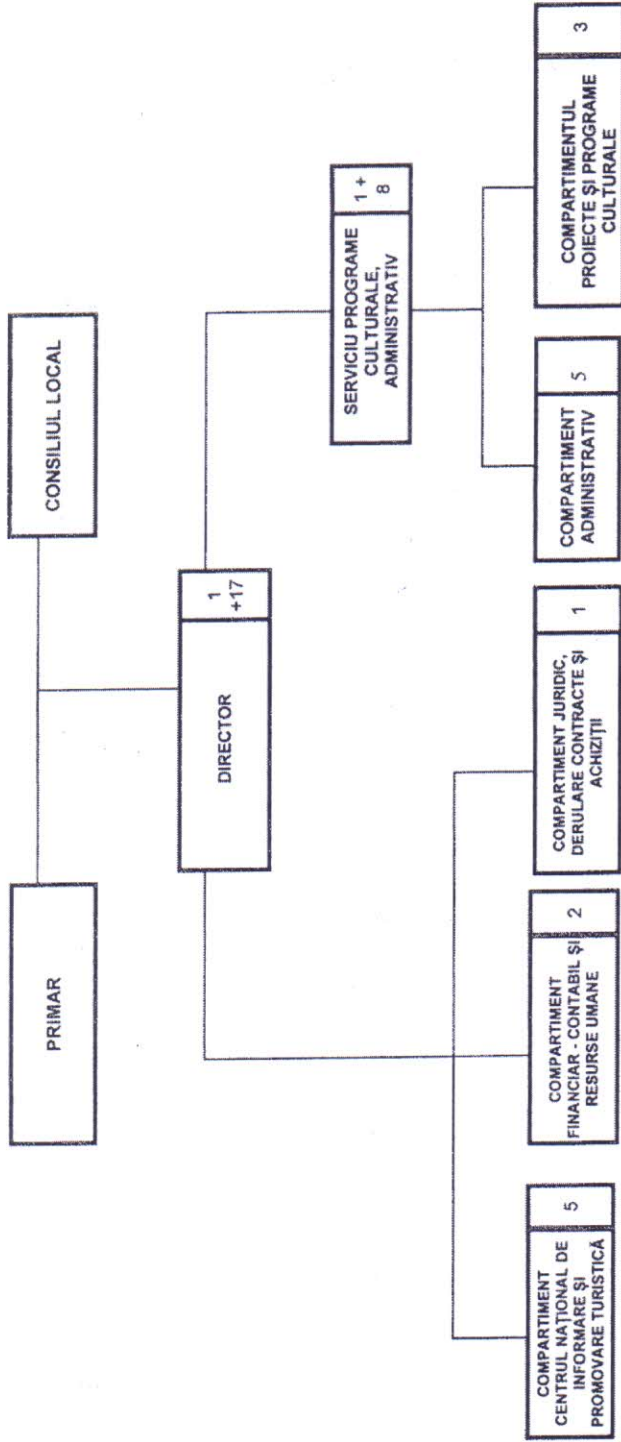 PRIMAR
CONSILIUL LOCAL
DIRECTOR
1
+17
SERVICIU PROGRAME
CULTURALE,
ADMINISTRATIV
1 +
8
COMPARTIMENT
CENTRUL NAȚIONAL DE
INFORMARE ȘI
PROMOVARE TURISTICĂ
5
COMPARTIMENT
FINANCIAR - CONTABIL ȘI
RESURSE UMANE
2
COMPARTIMENT JURIDIC,
DERULARE CONTRACTE ȘI
ACHIZIȚII
1
COMPARTIMENT
ADMINISTRATIV
5
COMPARTIMENTUL
PROIECTE ȘI PROGRAME
CULTURALE
3